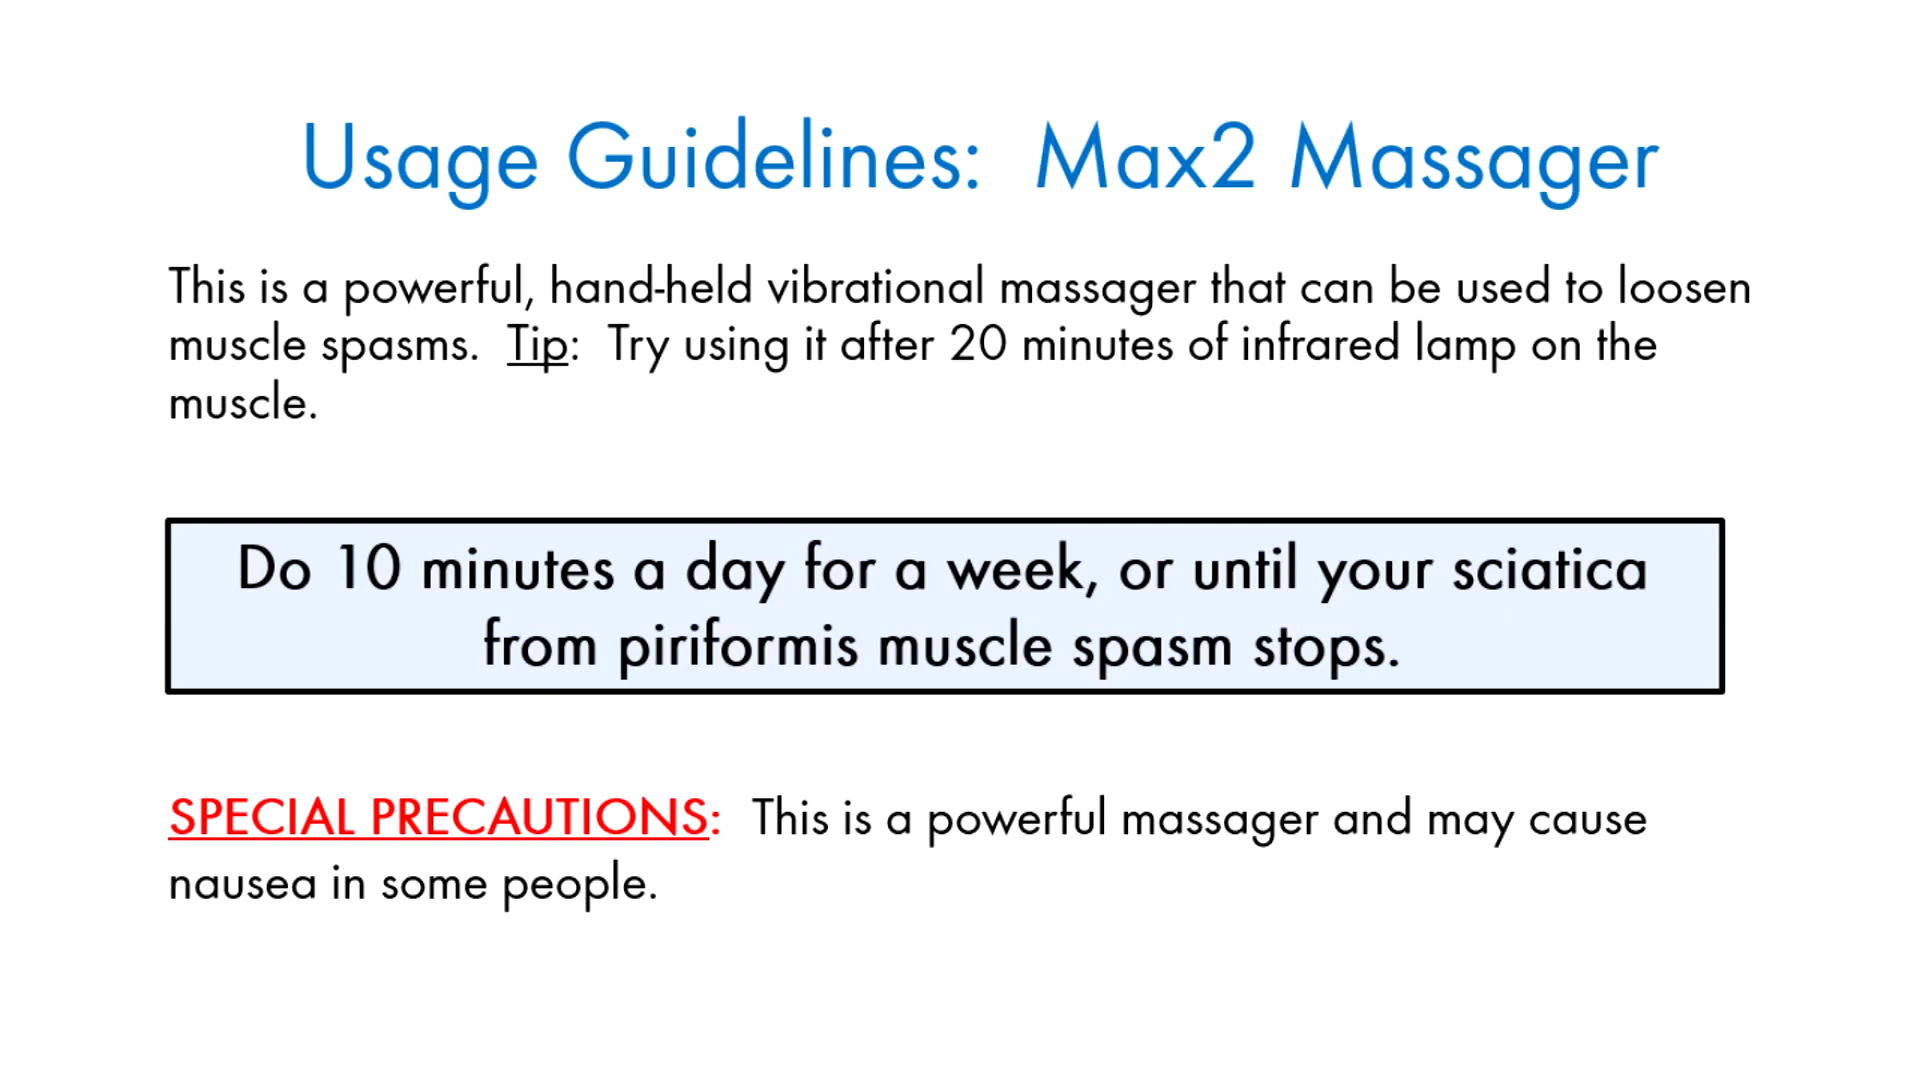 Usage Guidelines:  Max2 Massager
This is a powerful, hand-held vibrational massager that can be used to loosen
muscle spasms.  Tip:  Try using it after 20 minutes of infrared lamp on the
muscle.
Do 10 minutes a day for a week, or until your sciatica
from piriformis muscle spasm stops.
SPECIAL PRECAUTIONS:  This is a powerful massager and may cause
nausea in some people.